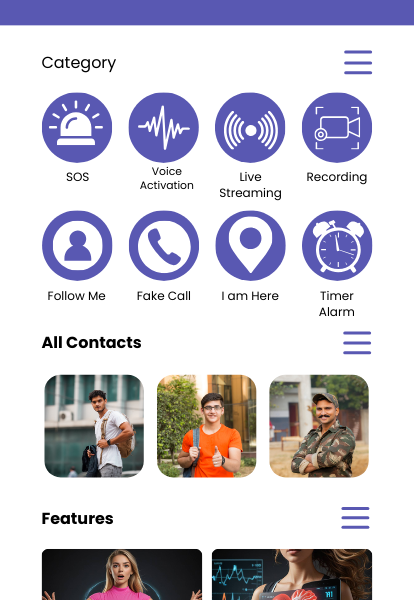 Category
SOS
Voice
Activation
Live
Streaming
Recording
Follow Me
Fake Call
I am Here
Timer
Alarm
All Contacts
Features